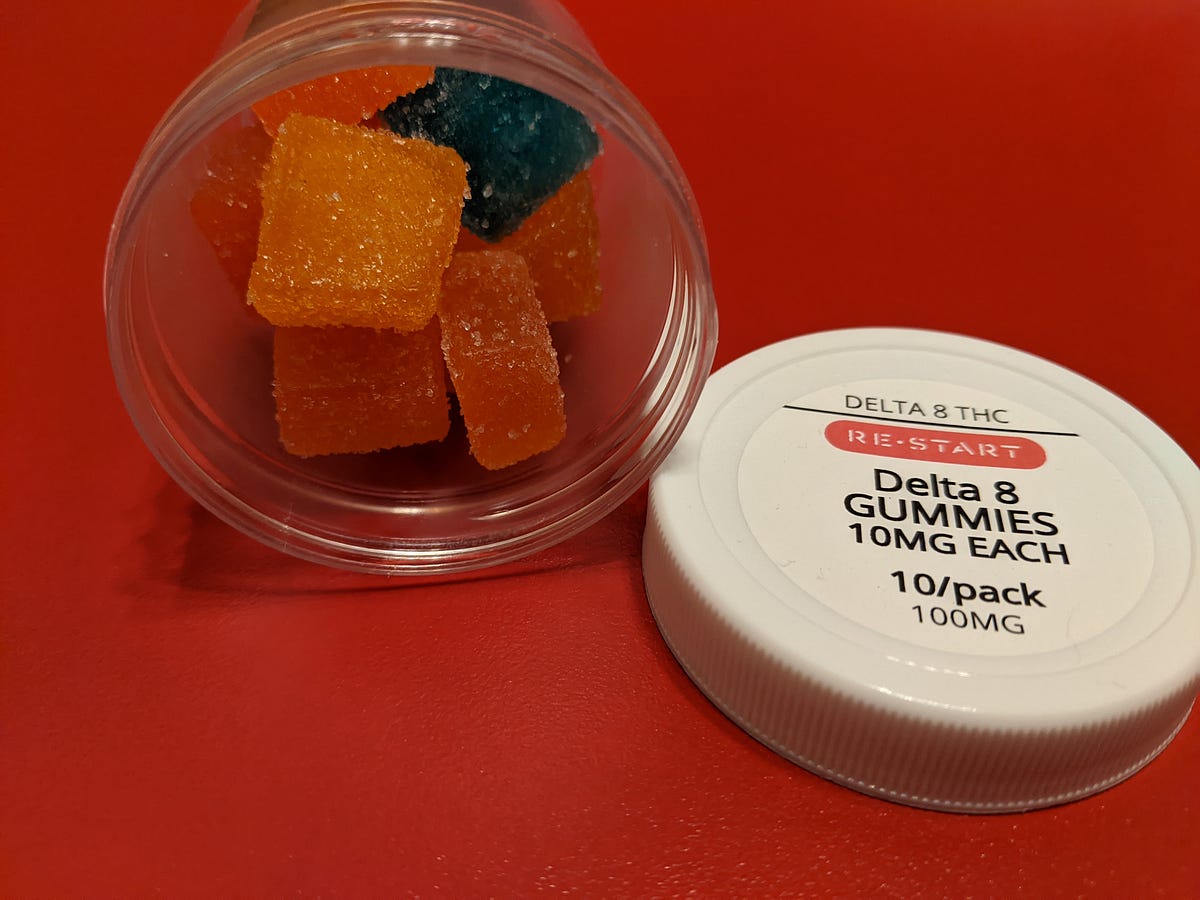 DELTA 8 THC
RE·START
Delta 8
GUMMIES
10MG EACH
10/pack
100MG